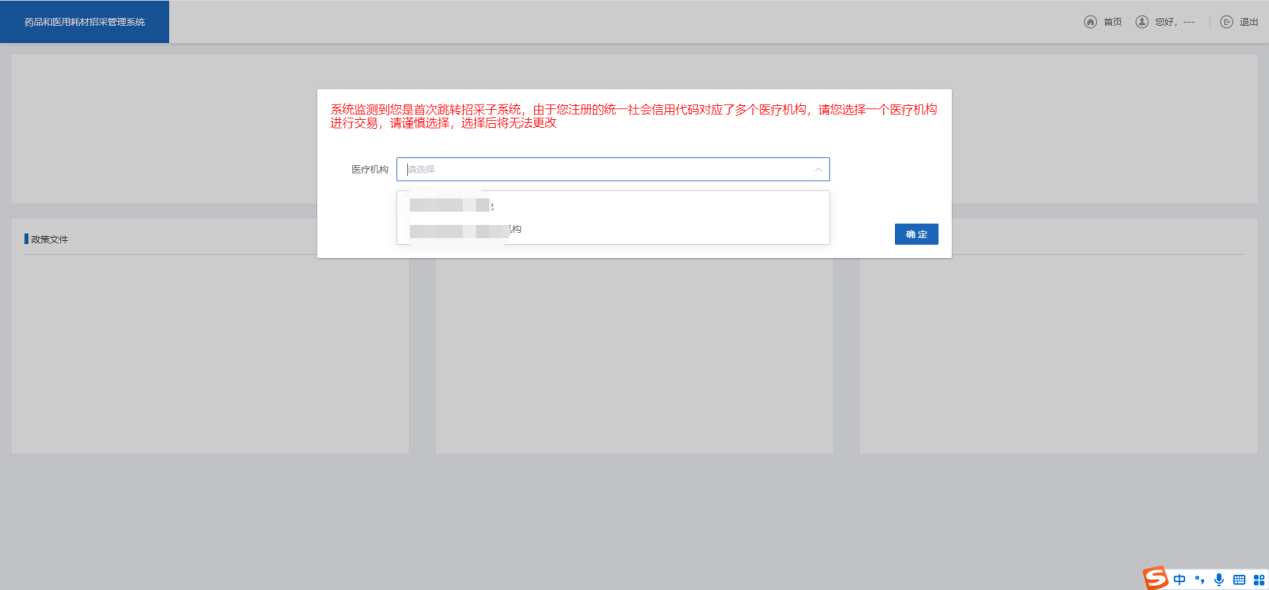 药品和医用耗材招采管理系统
首页 您好，--- 退出
系统监测到您是首次跳转招采子系统，由于您注册的统一社会信用代码对应了多个医疗机构，请您选择一个医疗机构
进行交易，请谨慎选择，选择后将无法更改
医疗机构 请选择
构
确 定
政策文件
中